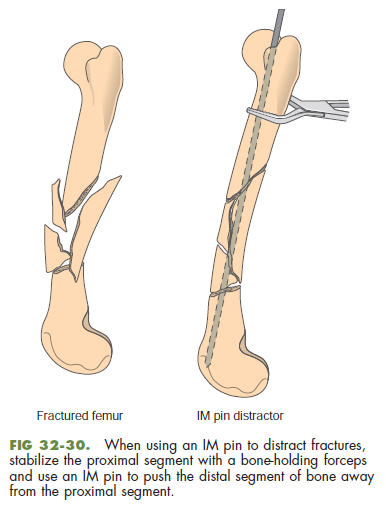 Fractured femur
IM pin distractor
FIG 32-30. When using an IM pin to distract fractures,
stabilize the proximal segment with a bone-holding forceps
and use an IM pin to push the distal segment of bone away
from the proximal segment.